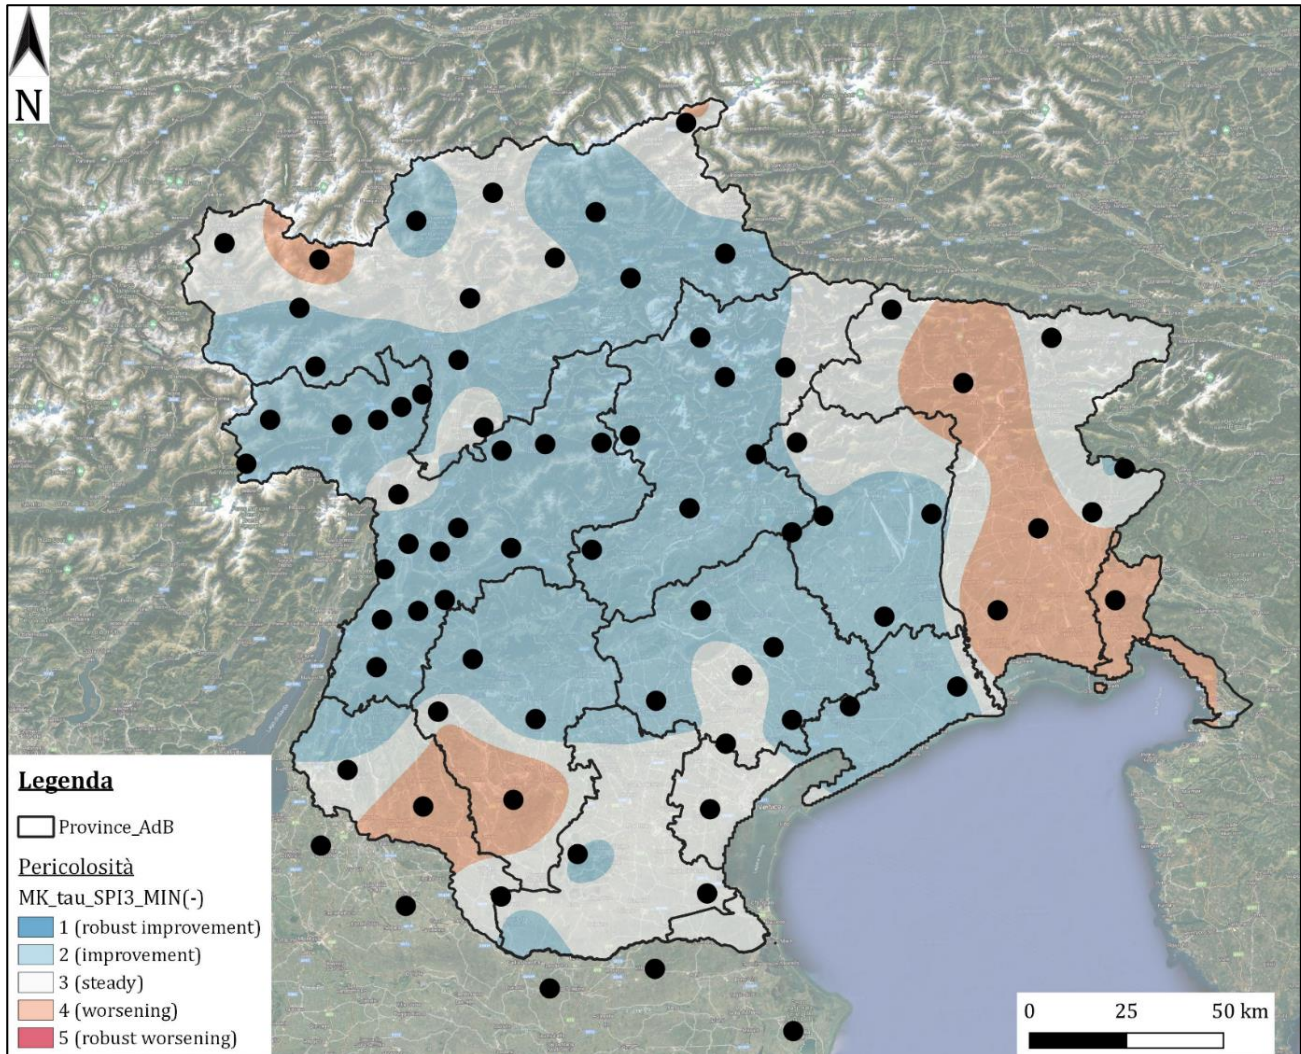 N
Legenda
Province_AdB
Pericolosità
MK_tau_SPI3_MIN(-)
1 (robust improvement)
2 (improvement)
3 (steady)
4 (worsening)
5 (robust worsening)
0 25 50 km